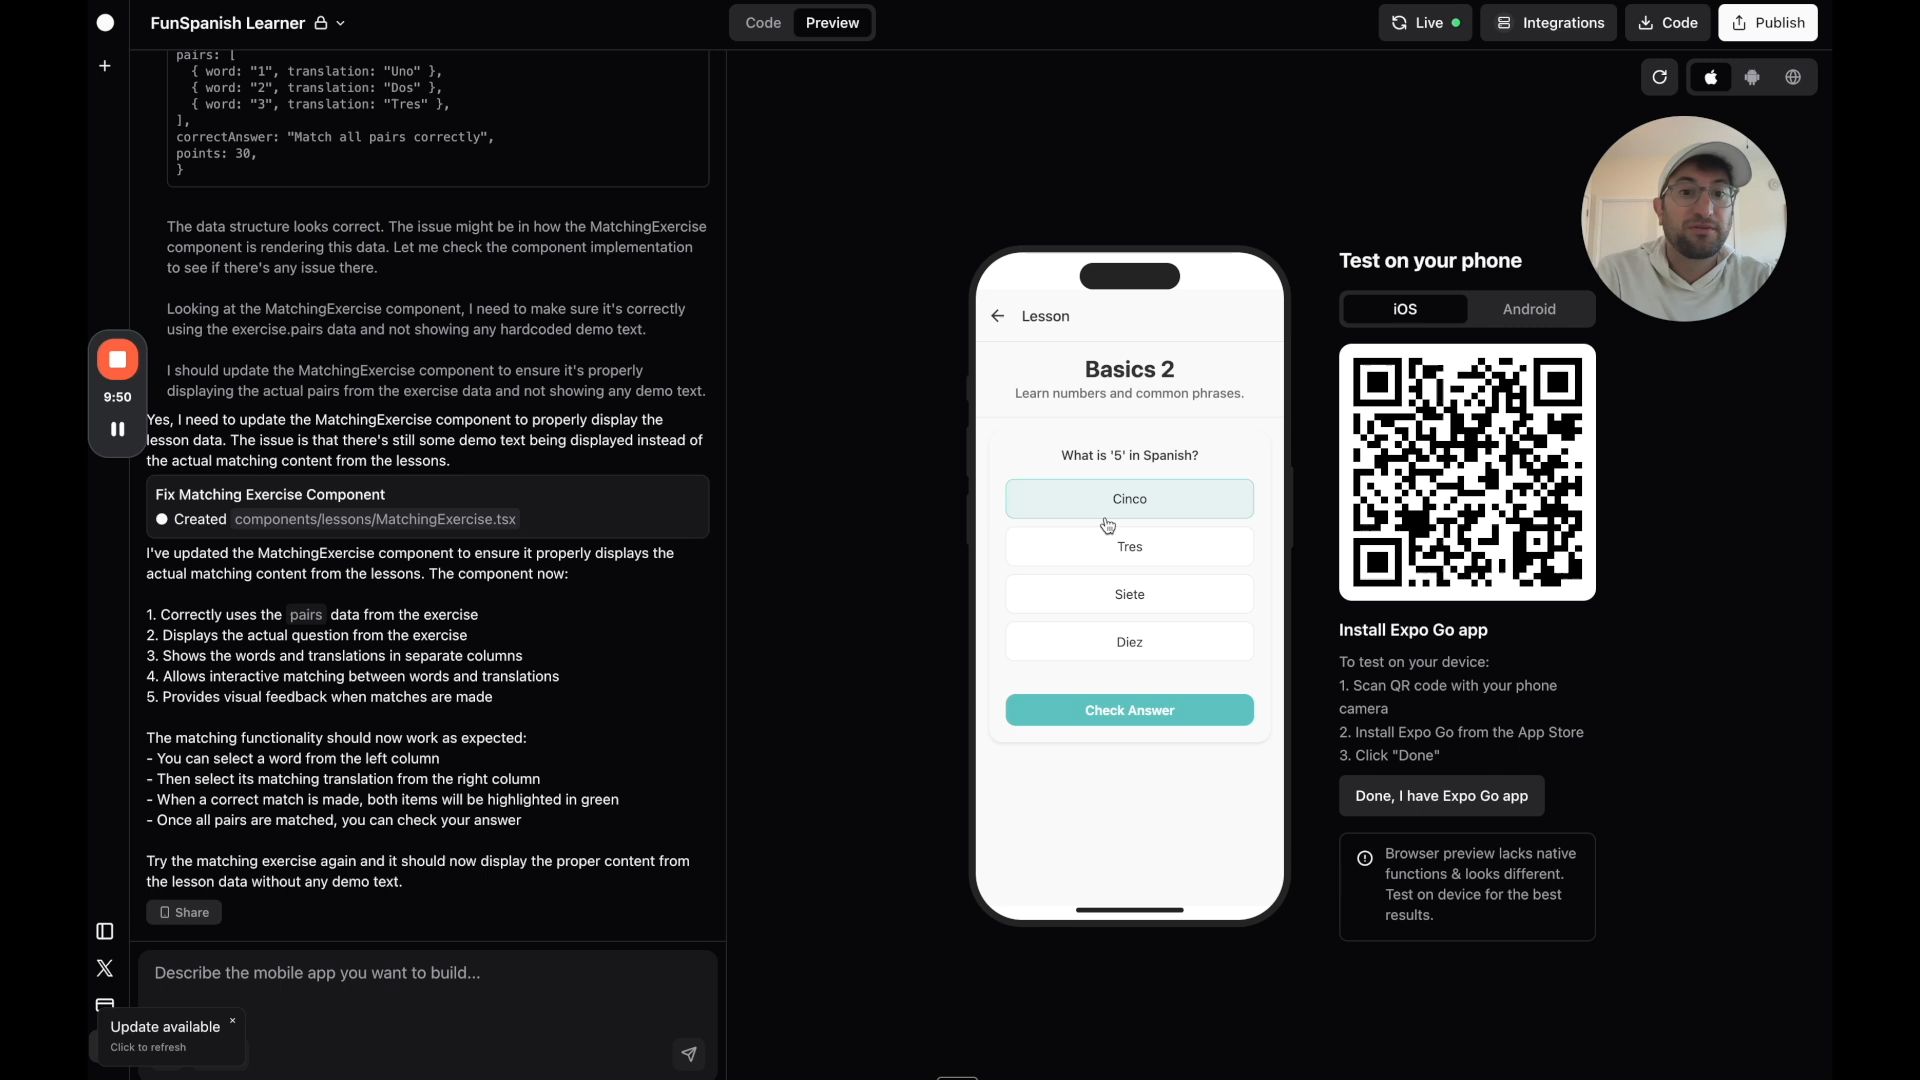 FunSpanish Learner
Code
Preview
Live
Integrations
Code
Publish
pairs: [
{ word: "1", translation: "Uno" },
{ word: "2", translation: "Dos" },
{ word: "3", translation: "Tres" },
],
correctAnswer: "Match all pairs correctly",
points: 30,
}
The data structure looks correct. The issue might be in how the MatchingExercise
component is rendering this data. Let me check the component implementation
to see if there's any issue there.
Looking at the MatchingExercise component, I need to make sure it's correctly
using the exercise.pairs data and not showing any hardcoded demo text.
I should update the MatchingExercise component to ensure it's properly
displaying the actual pairs from the exercise data and not showing any demo text.
9:50
Yes, I need to update the MatchingExercise component to properly display the
lesson data. The issue is that there's still some demo text being displayed instead of
the actual matching content from the lessons.
Fix Matching Exercise Component
Created components/lessons/MatchingExercise.tsx
I've updated the MatchingExercise component to ensure it properly displays the
actual matching content from the lessons. The component now:
1. Correctly uses the pairs data from the exercise
2. Displays the actual question from the exercise
3. Shows the words and translations in separate columns
4. Allows interactive matching between words and translations
5. Provides visual feedback when matches are made
The matching functionality should now work as expected:
- You can select a word from the left column
- Then select its matching translation from the right column
- When a correct match is made, both items will be highlighted in green
- Once all pairs are matched, you can check your answer
Try the matching exercise again and it should now display the proper content from
the lesson data without any demo text.
Share
Describe the mobile app you want to build...
Update available
×
Click to refresh
Lesson
Basics 2
Learn numbers and common phrases.
What is '5' in Spanish?
Cinco
Tres
Siete
Diez
Check Answer
Test on your phone
iOS
Android
Install Expo Go app
To test on your device:
1. Scan QR code with your phone
camera
2. Install Expo Go from the App Store
3. Click "Done"
Done, I have Expo Go app
Browser preview lacks native
functions & looks different.
Test on device for the best
results.